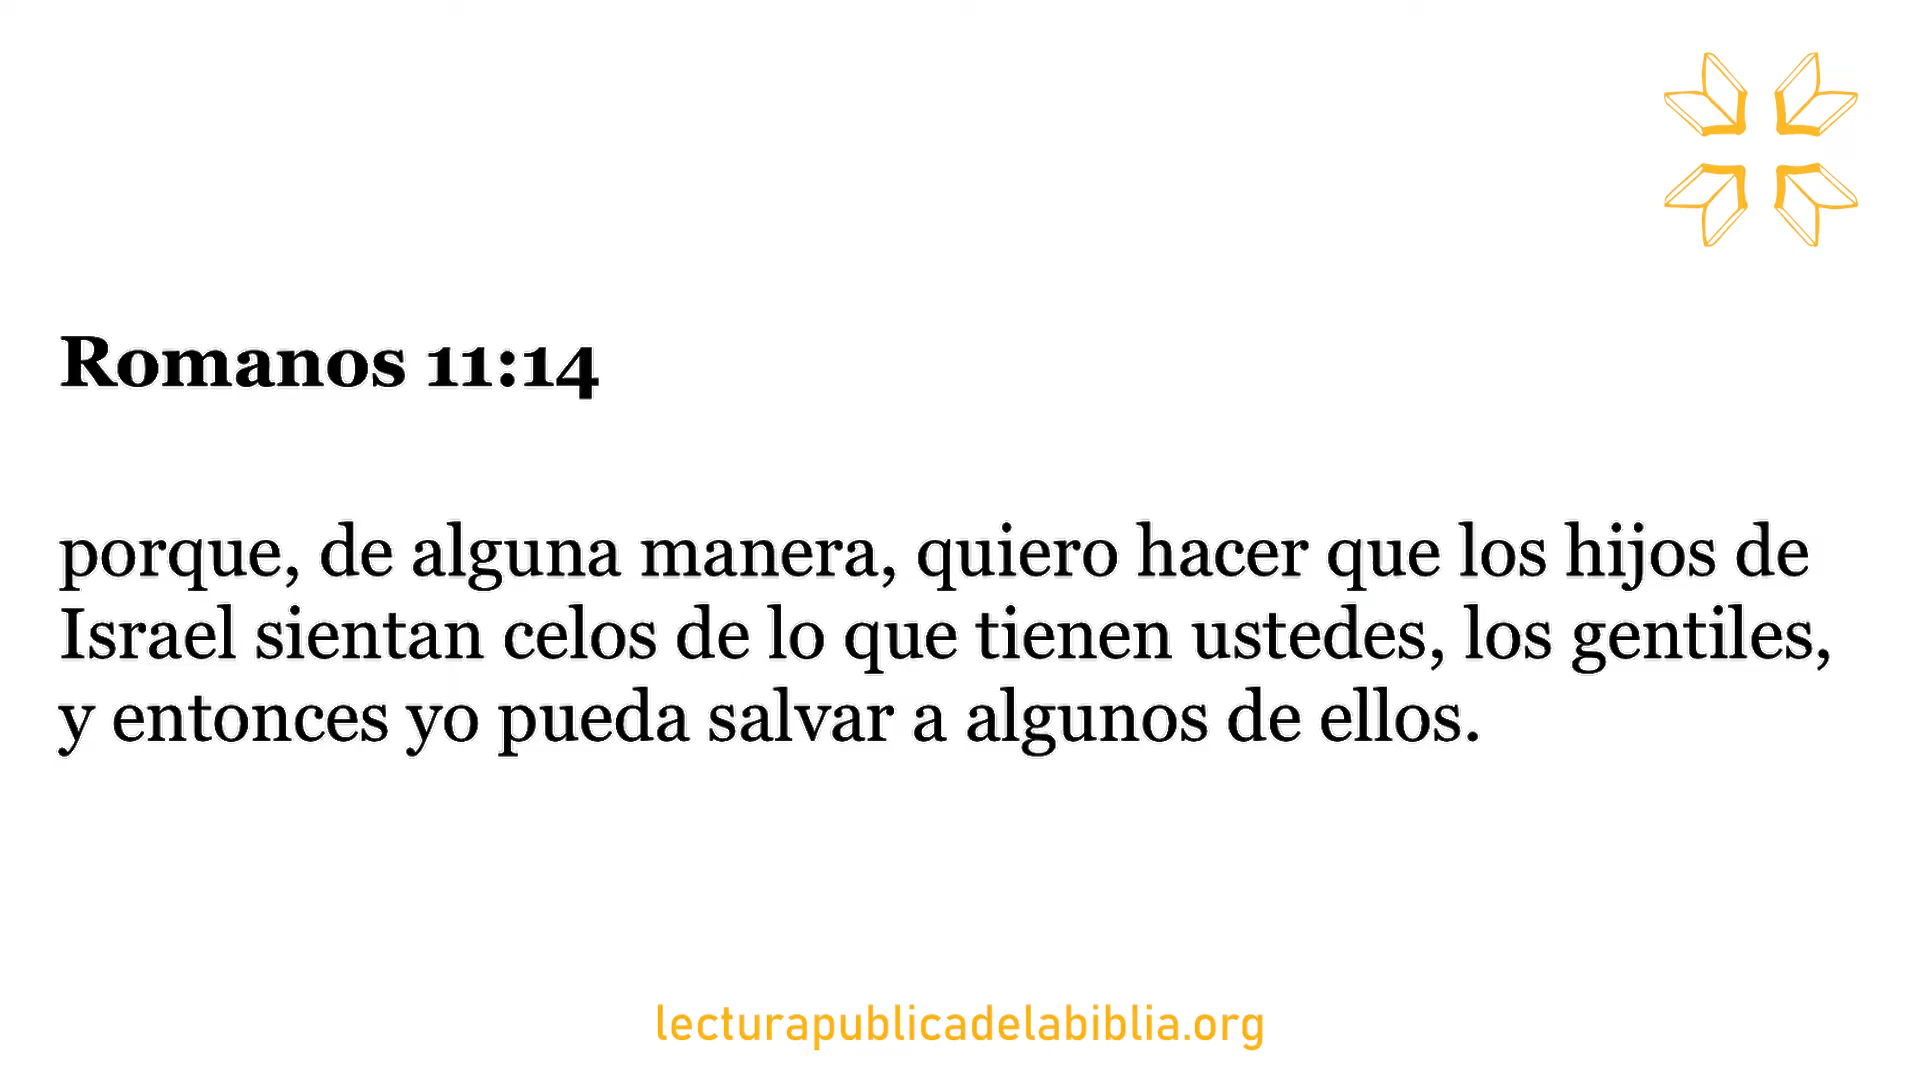 Romanos 11:14
porque, de alguna manera, quiero hacer que los hijos de
Israel sientan celos de lo que tienen ustedes, los gentiles,
y entonces yo pueda salvar a algunos de ellos.
lecturapublicadelabiblia.org